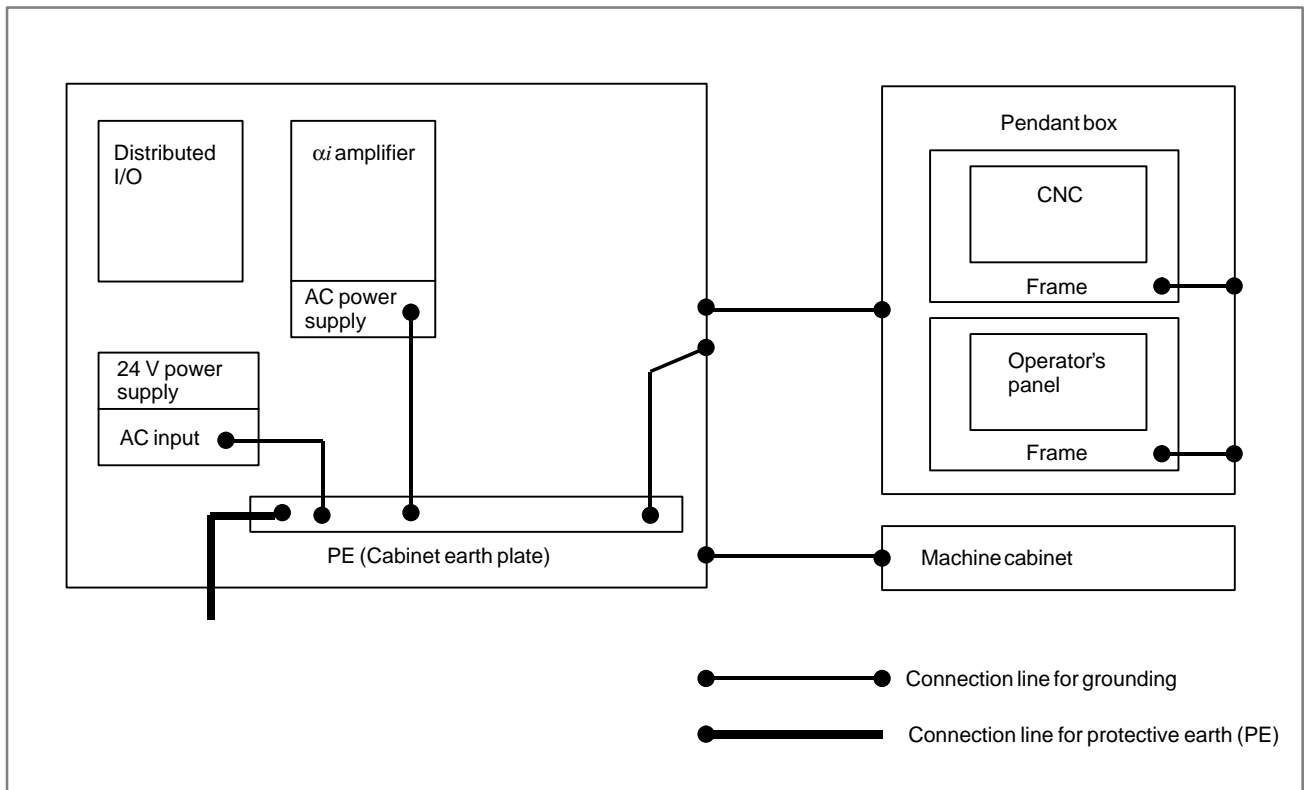 Distributed
I/O
αi amplifier
AC power
supply
24 V power
supply
AC input
PE (Cabinet earth plate)
Pendant box
CNC
Frame
Operator's
panel
Frame
Machine cabinet
Connection line for grounding
Connection line for protective earth (PE)